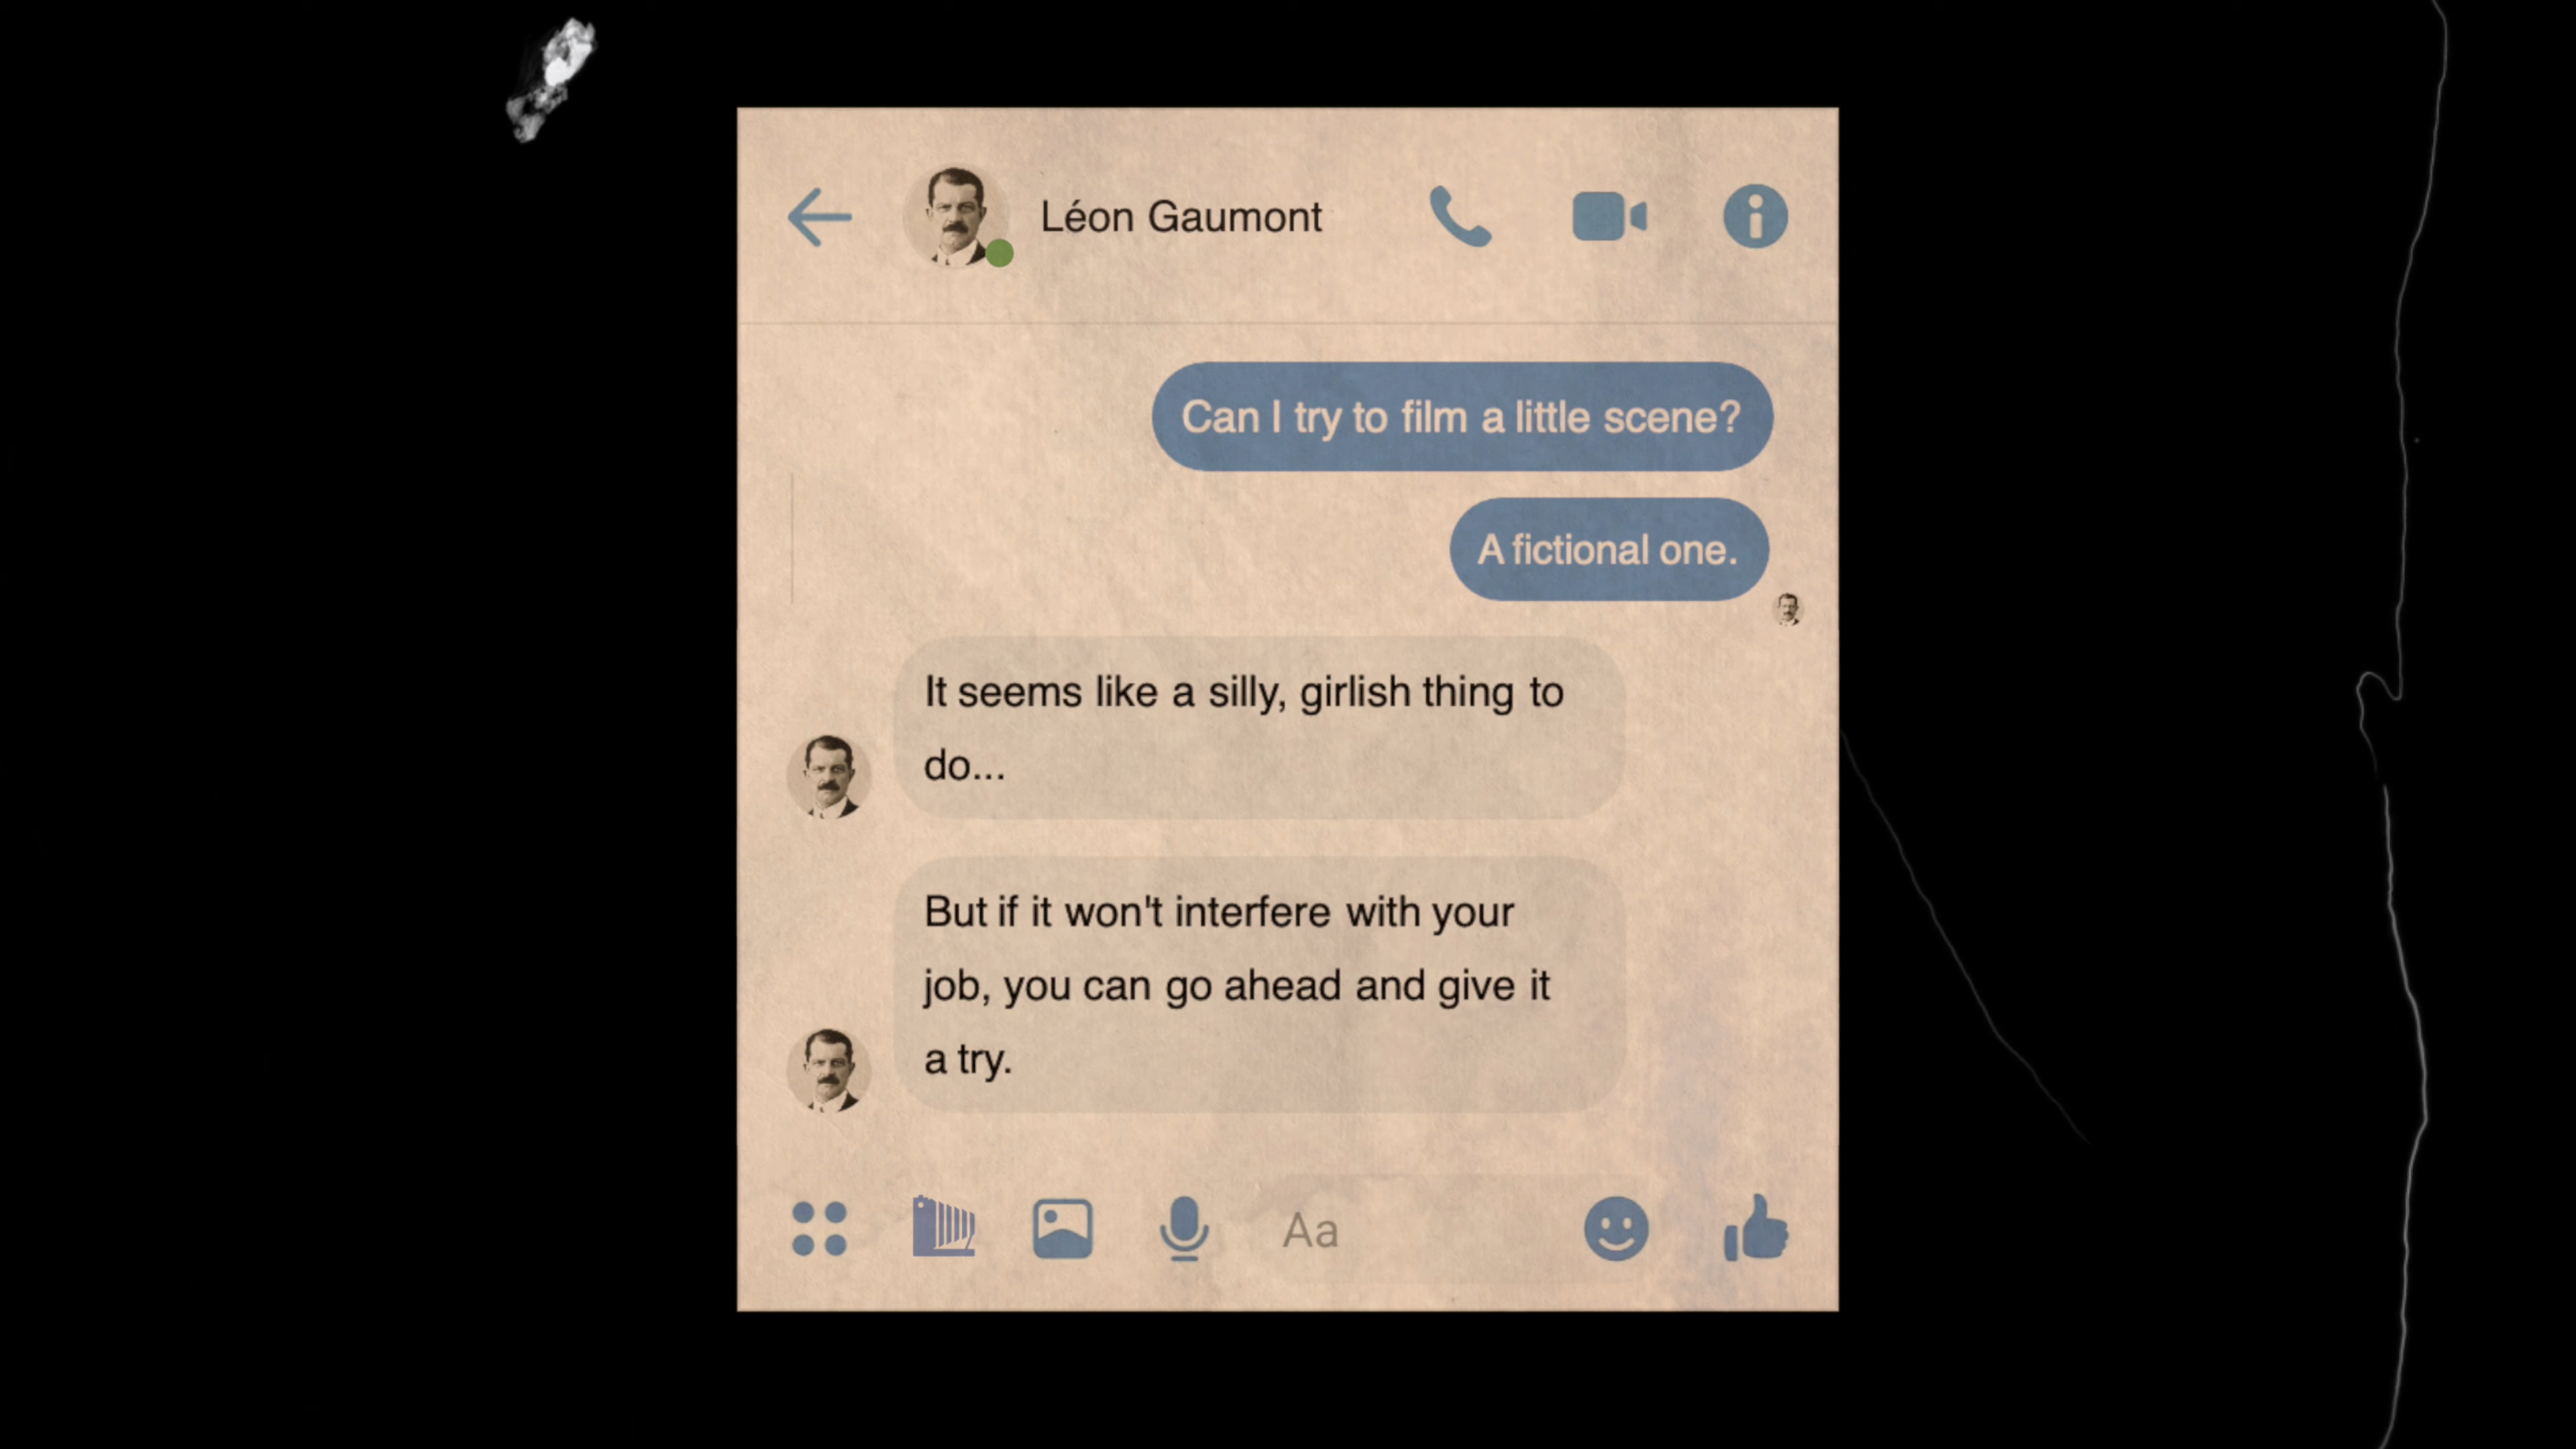 Léon Gaumont
Can I try to film a little scene?
A fictional one.
It seems like a silly, girlish thing to
do...
But if it won't interfere with your
job, you can go ahead and give it
a try.
Aa